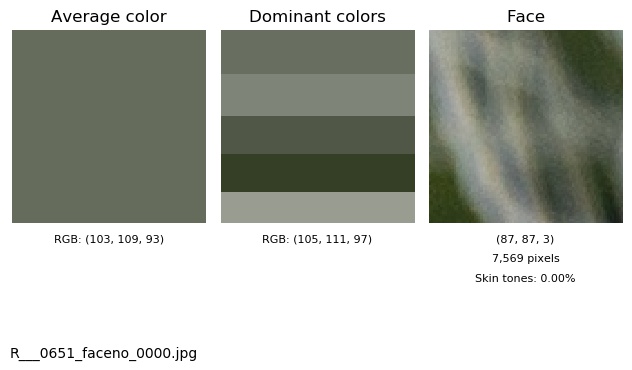 Average color
Dominant colors
Face
RGB: (103, 109, 93)
RGB: (105, 111, 97)
(87, 87, 3)
7,569 pixels
Skin tones: 0.00%
R___0651_faceno_0000.jpg